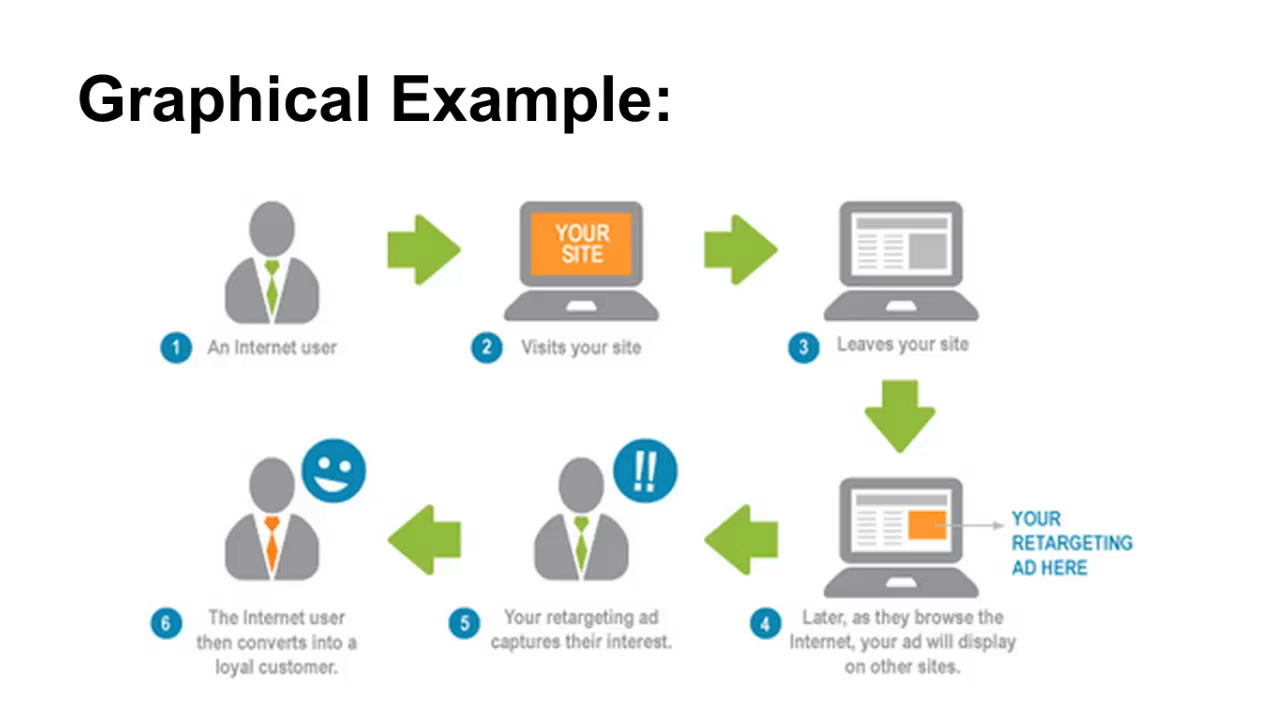 Graphical Example:
YOUR
SITE
1 An Internet user
2 Visits your site
3 Leaves your site
YOUR
RETARGETING
AD HERE
4 Later, as they browse the
Internet, your ad will display
on other sites.
!!
5 Your retargeting ad
captures their interest.
6 The Internet user
then converts into a
loyal customer.